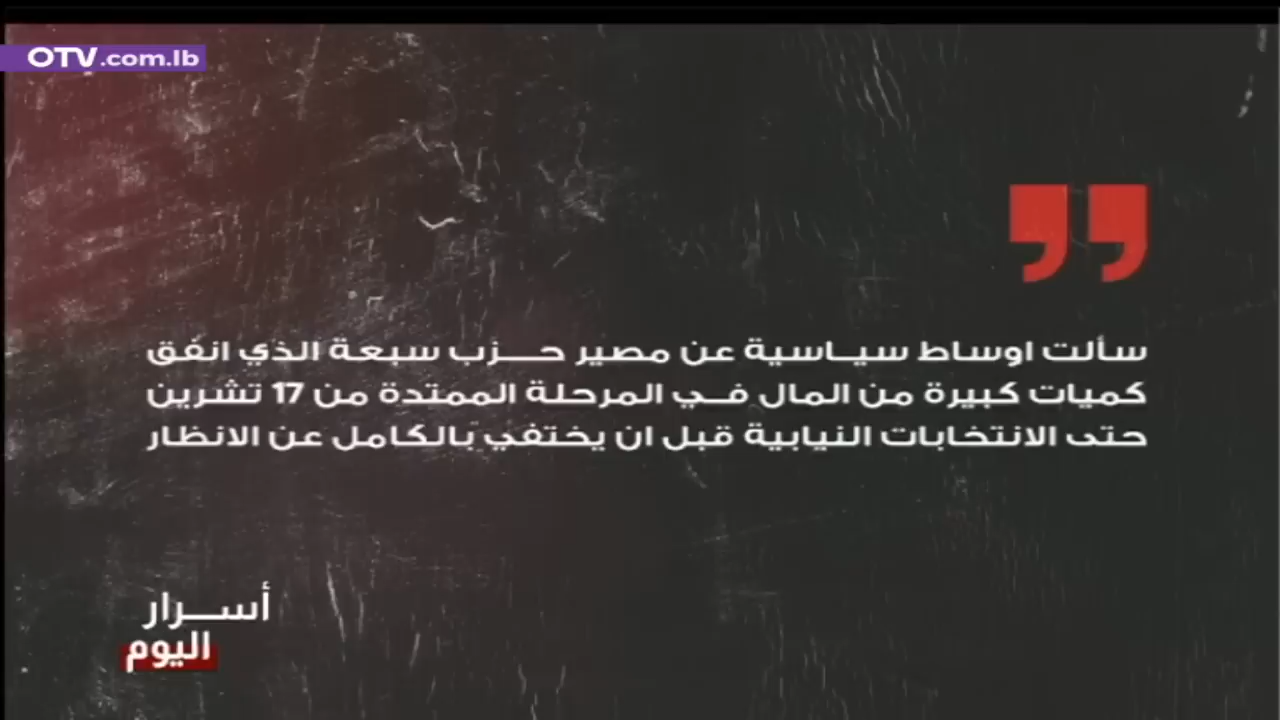 OTV.com.lb
سألت اوساط سياسية عن مصير حزب سبعة الذي انفق
كميات كبيرة من المال في المرحلة الممتدة من 17 تشرين
حتى الانتخابات النيابية قبل ان يختفي بالكامل عن الانظار
أسرار
اليوم